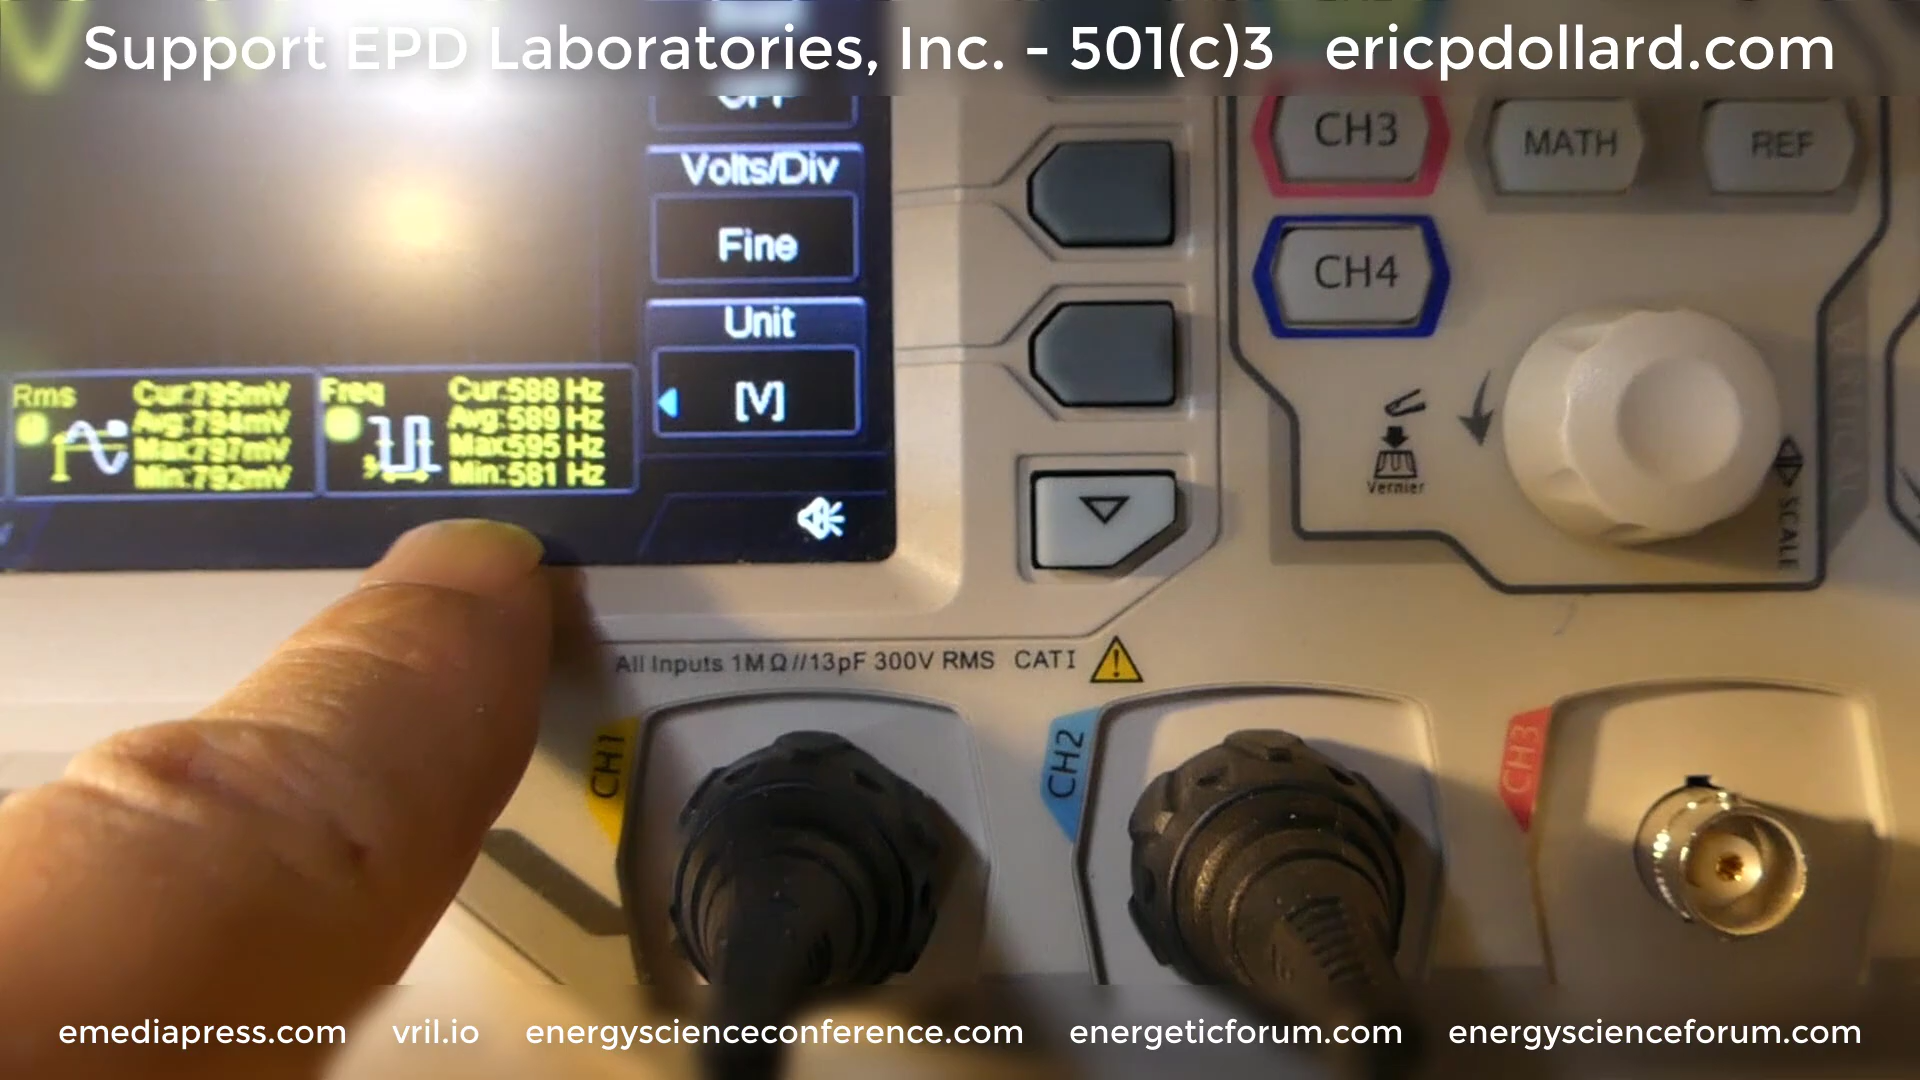 Support EPD Laboratories, Inc. - 501(c)3 ericpdollard.com
Volts/Div
Fine
Unit
[V]
Rms
Cur:795mV
Avg:794mV
Max:797mV
Min:792mV
Freq
Cur:588 Hz
Avg:589 Hz
Max:595 Hz
Min:581 Hz
CH3
MATH
REF
CH4
Vernier
SCALE
VERTICAL
All Inputs 1MΩ//13pF 300V RMS CAT I
CH1
CH2
CH3
emediapress.com vril.io energyscienceconference.com energeticforum.com energyscienceforum.com